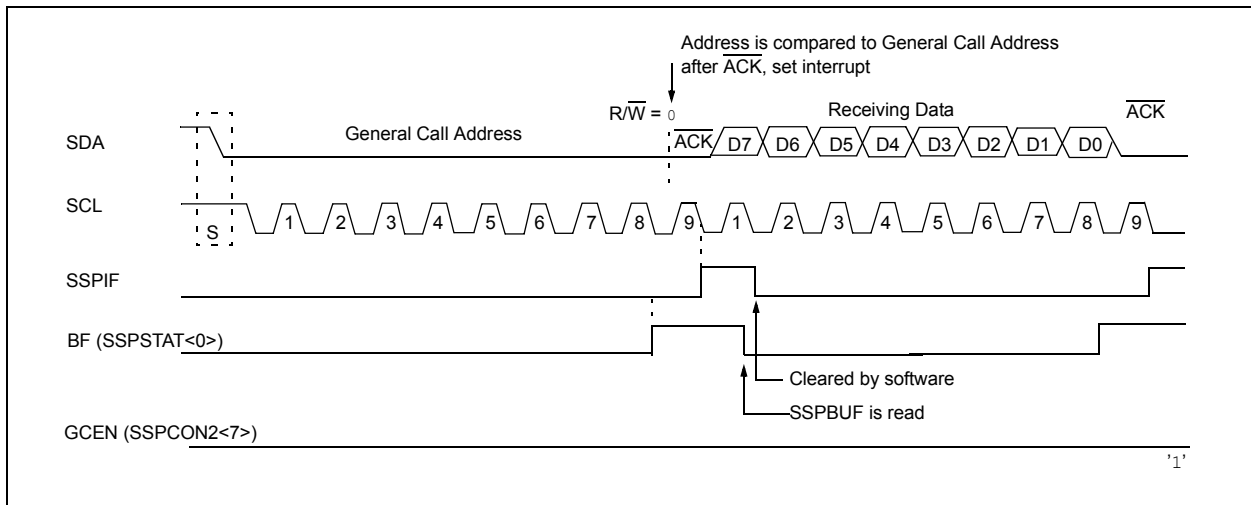 Address is compared to General Call Address
after ACK, set interrupt
R/W = 0
Receiving Data
ACK
General Call Address
SDA
ACK
D7 D6 D5 D4 D3 D2 D1 D0
SCL
S
1 2 3 4 5 6 7 8 9 1 2 3 4 5 6 7 8 9
SSPIF
BF (SSPSTAT<0>)
Cleared by software
SSPBUF is read
GCEN (SSPCON2<7>)
'1'